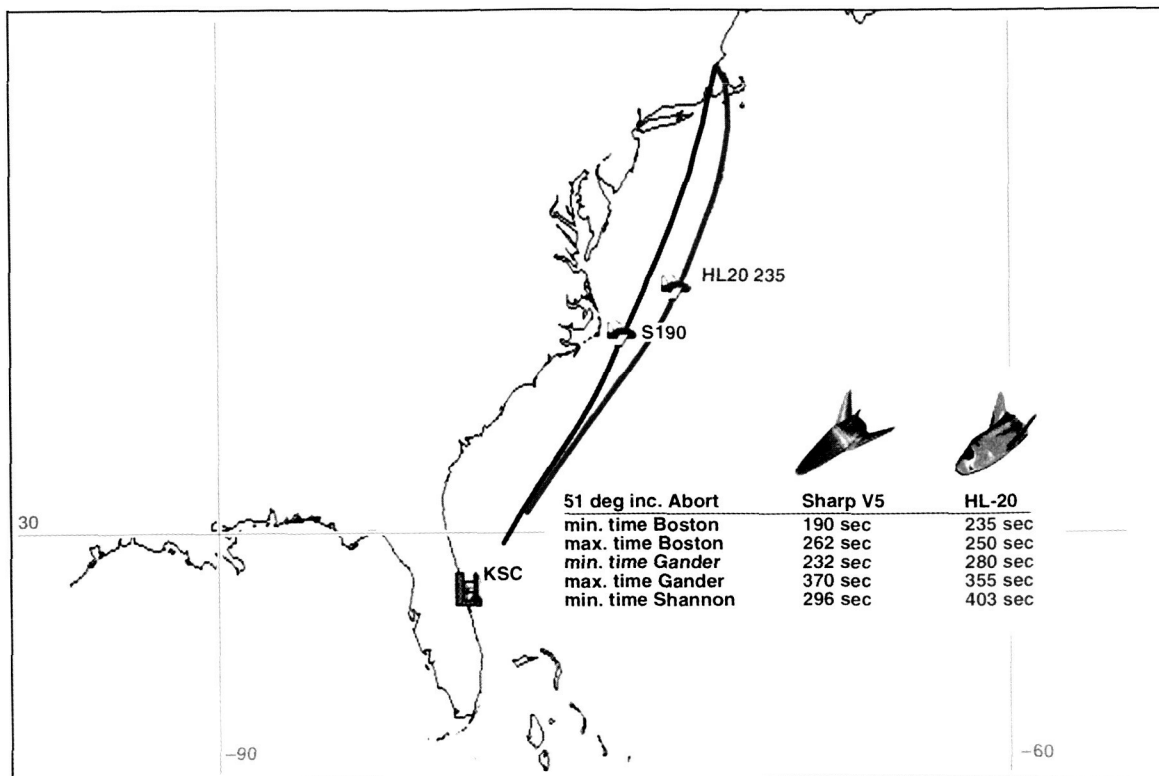 HL20 235
S190
30
KSC
51 deg inc. Abort Sharp V5 HL-20
min. time Boston 190 sec 235 sec
max. time Boston 262 sec 250 sec
min. time Gander 232 sec 280 sec
max. time Gander 370 sec 355 sec
min. time Shannon 296 sec 403 sec
-90
-60